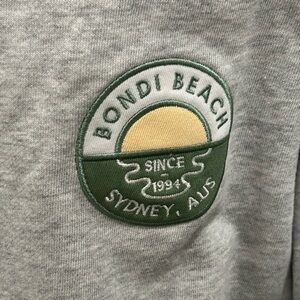 BONDI BEACH
SINCE
1994
SYDNEY, AUS